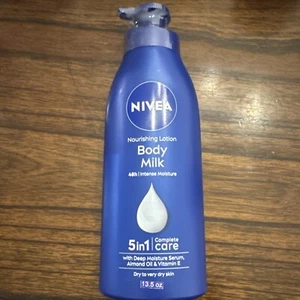 NIVEA
Nourishing Lotion
Body
Milk
48h | Intense Moisture
5in1 | Complete care
with Deep Moisture Serum,
Almond Oil & Vitamin E
Dry to very dry skin
13.5 oz